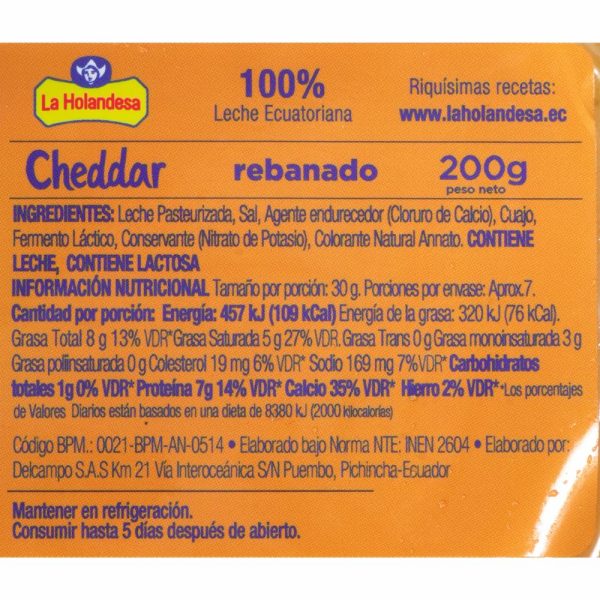 La Holandesa
100%
Leche Ecuatoriana
Riquísimas recetas:
www.laholandesa.ec
Cheddar
rebanado
200g
peso neto
INGREDIENTES: Leche Pasteurizada, Sal, Agente endurecedor (Cloruro de Calcio), Cuajo,
Fermento Láctico, Conservante (Nitrato de Potasio), Colorante Natural Annato. CONTIENE
LECHE, CONTIENE LACTOSA
INFORMACIÓN NUTRICIONAL Tamaño por porción: 30 g. Porciones por envase: Aprox.7.
Cantidad por porción: Energía: 457 kJ (109 kCal) Energía de la grasa: 320 kJ (76 kCal).
Grasa Total 8 g 13% VDR*Grasa Saturada 5 g 27% VDR. Grasa Trans 0 g Grasa monoinsaturada 3 g
Grasa poliinsaturada 0 g Colesterol 19 mg 6% VDR* Sodio 169 mg 7%VDR* Carbohidratos
totales 1g 0% VDR* Proteína 7g 14% VDR* Calcio 35% VDR* Hierro 2% VDR* *Los porcentajes
de Valores Diarios están basados en una dieta de 8380 kJ (2000 kilocalorías)
Código BPM.: 0021-BPM-AN-0514 • Elaborado bajo Norma NTE: INEN 2604 • Elaborado por:
Delcampo S.A.S Km 21 Vía Interoceánica S/N Puembo, Pichincha-Ecuador
Mantener en refrigeración.
Consumir hasta 5 días después de abierto.